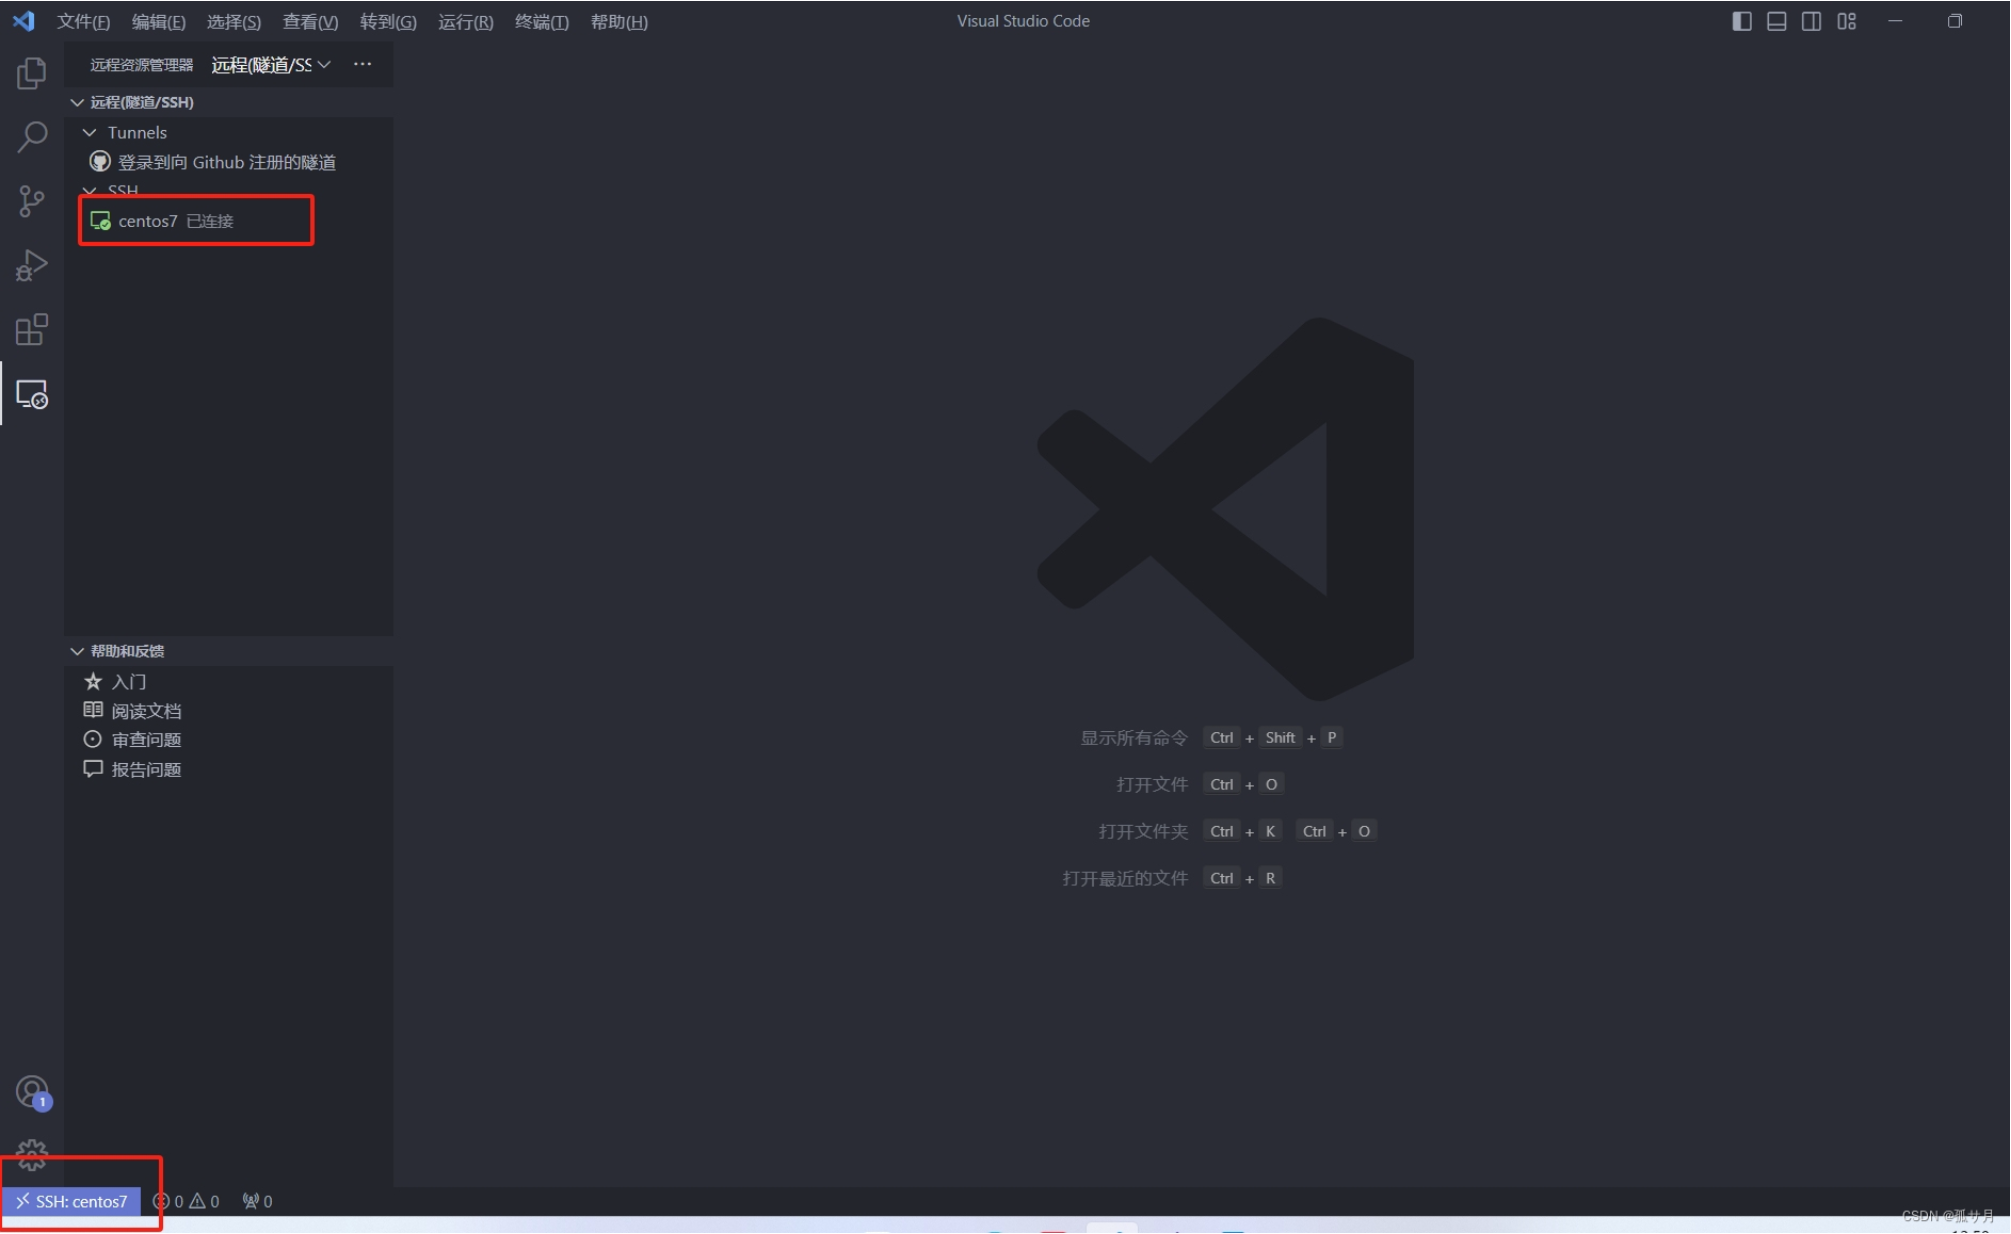 文件(F) 编辑(E) 选择(S) 查看(V) 转到(G) 运行(R) 终端(T) 帮助(H) Visual Studio Code
远程资源管理器 远程(隧道/SS ···
远程(隧道/SSH)
Tunnels
登录到向 Github 注册的隧道
SSH
centos7 已连接
帮助和反馈
入门
阅读文档
审查问题
报告问题
显示所有命令 Ctrl + Shift + P
打开文件 Ctrl + O
打开文件夹 Ctrl + K Ctrl + O
打开最近的文件 Ctrl + R
1
SSH: centos7 0 0 0
CSDN @孤サ月